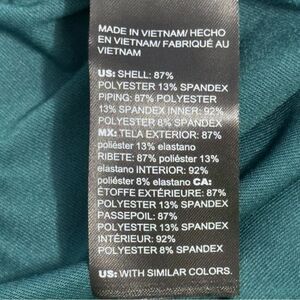 MADE IN VIETNAM/ HECHO
EN VIETNAM/ FABRIQUÉ AU
VIETNAM
US: SHELL: 87%
POLYESTER 13% SPANDEX
PIPING: 87% POLYESTER
13% SPANDEX INNER: 92%
POLYESTER 8% SPANDEX
MX: TELA EXTERIOR: 87%
poliéster 13% elastano
RIBETE: 87% poliéster 13%
elastano INTERIOR: 92%
poliéster 8% elastano CA:
ÉTOFFE EXTÉRIEURE: 87%
POLYESTER 13% SPANDEX
PASSEPOIL: 87%
POLYESTER 13% SPANDEX
INTÉRIEUR: 92%
POLYESTER 8% SPANDEX
US: WITH SIMILAR COLORS.